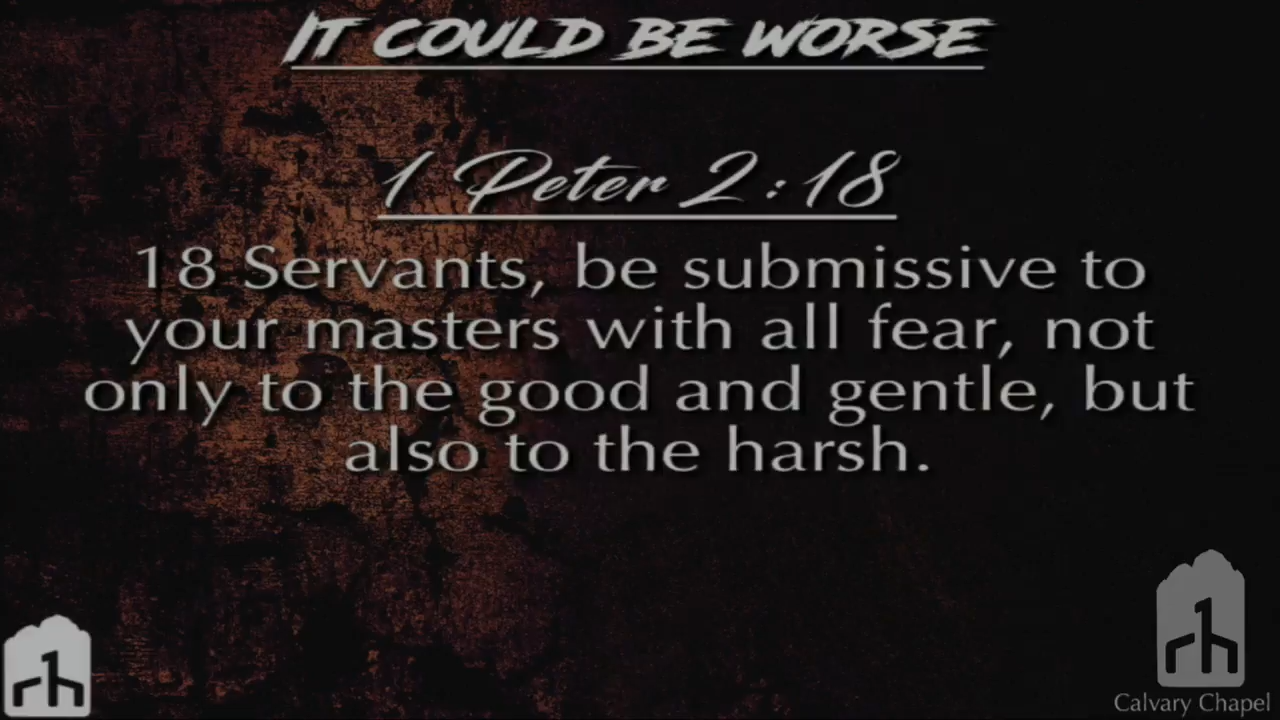 IT COULD BE WORSE
1 Peter 2:18
18 Servants, be submissive to
your masters with all fear, not
only to the good and gentle, but
also to the harsh.
Calvary Chapel